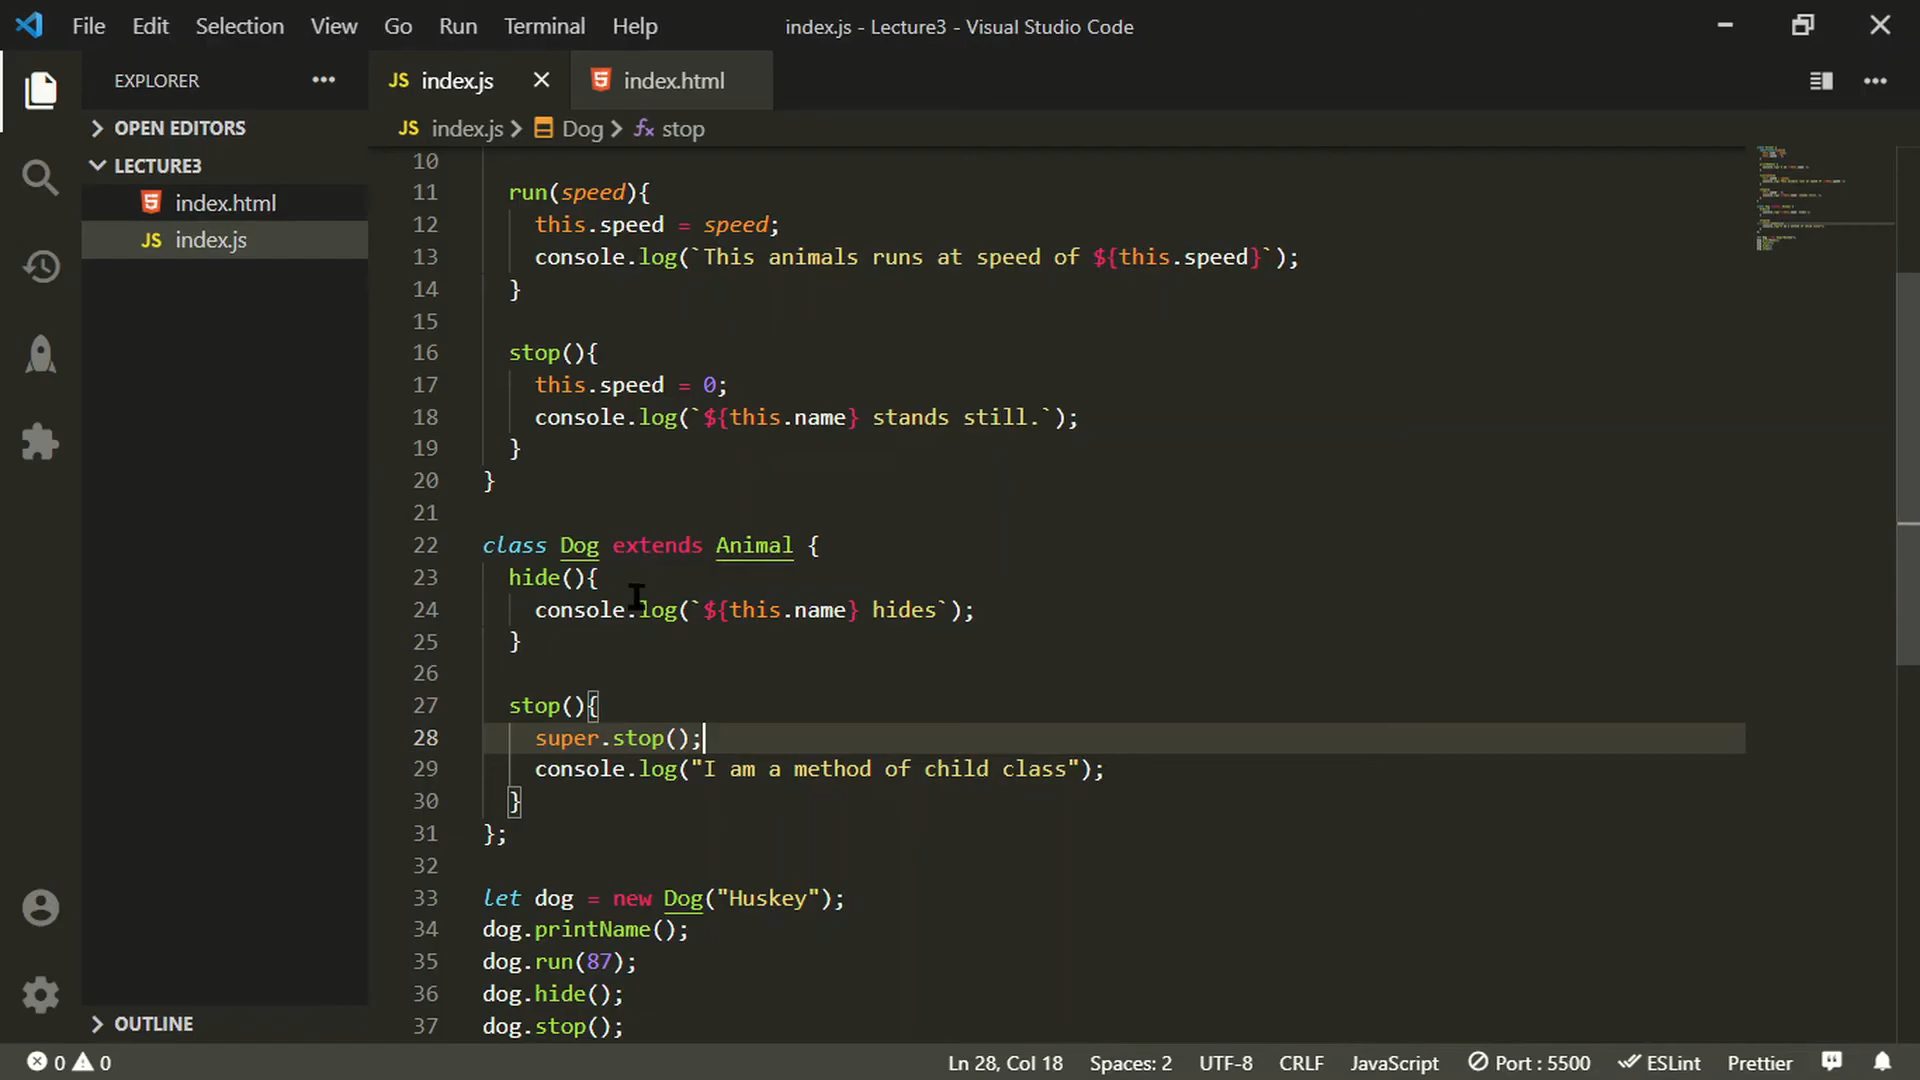 File Edit Selection View Go Run Terminal Help index.js - Lecture3 - Visual Studio Code
EXPLORER
JS index.js
index.html
OPEN EDITORS
JS index.js > Dog > stop
LECTURE3
index.html
JS index.js
OUTLINE
10
11 run(speed){
12 this.speed = speed;
13 console.log(`This animals runs at speed of ${this.speed}`);
14 }
15
16 stop(){
17 this.speed = 0;
18 console.log(`${this.name} stands still.`);
19 }
20 }
21
22 class Dog extends Animal {
23 hide(){
24 console.log(`${this.name} hides`);
25 }
26
27 stop(){
28 super.stop();
29 console.log("I am a method of child class");
30 }
31 };
32
33 let dog = new Dog("Huskey");
34 dog.printName();
35 dog.run(87);
36 dog.hide();
37 dog.stop();
0 0 Ln 28, Col 18 Spaces: 2 UTF-8 CRLF JavaScript Port : 5500 ESLint Prettier